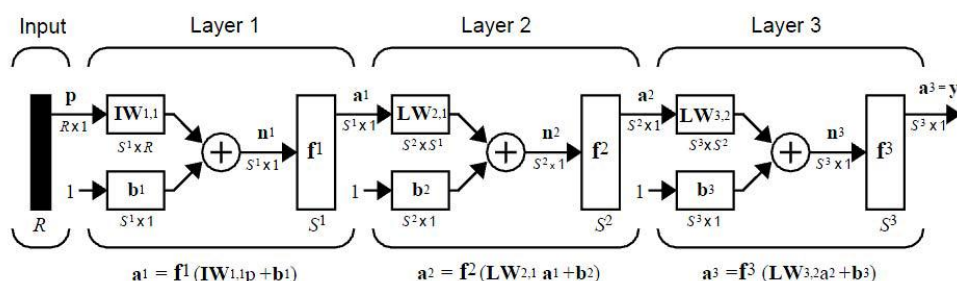 Input Layer 1 Layer 2 Layer 3
p a¹ a² a³ = y
IW1,1 LW2,1 LW3,2
R x 1 S¹ x 1 S² x 1 S³ x 1
n¹ n² n³
S¹ x R S² x S¹ S³ x S²
f¹ f² f³
S¹ x 1 S² x 1 S³ x 1
1 b¹ 1 b² 1 b³
S¹ x 1 S² x 1 S³ x 1
R S¹ S² S³
a¹ = f¹ (IW1,1p + b¹) a² = f² (LW2,1 a¹ + b²) a³ = f³ (LW3,2a² + b³)